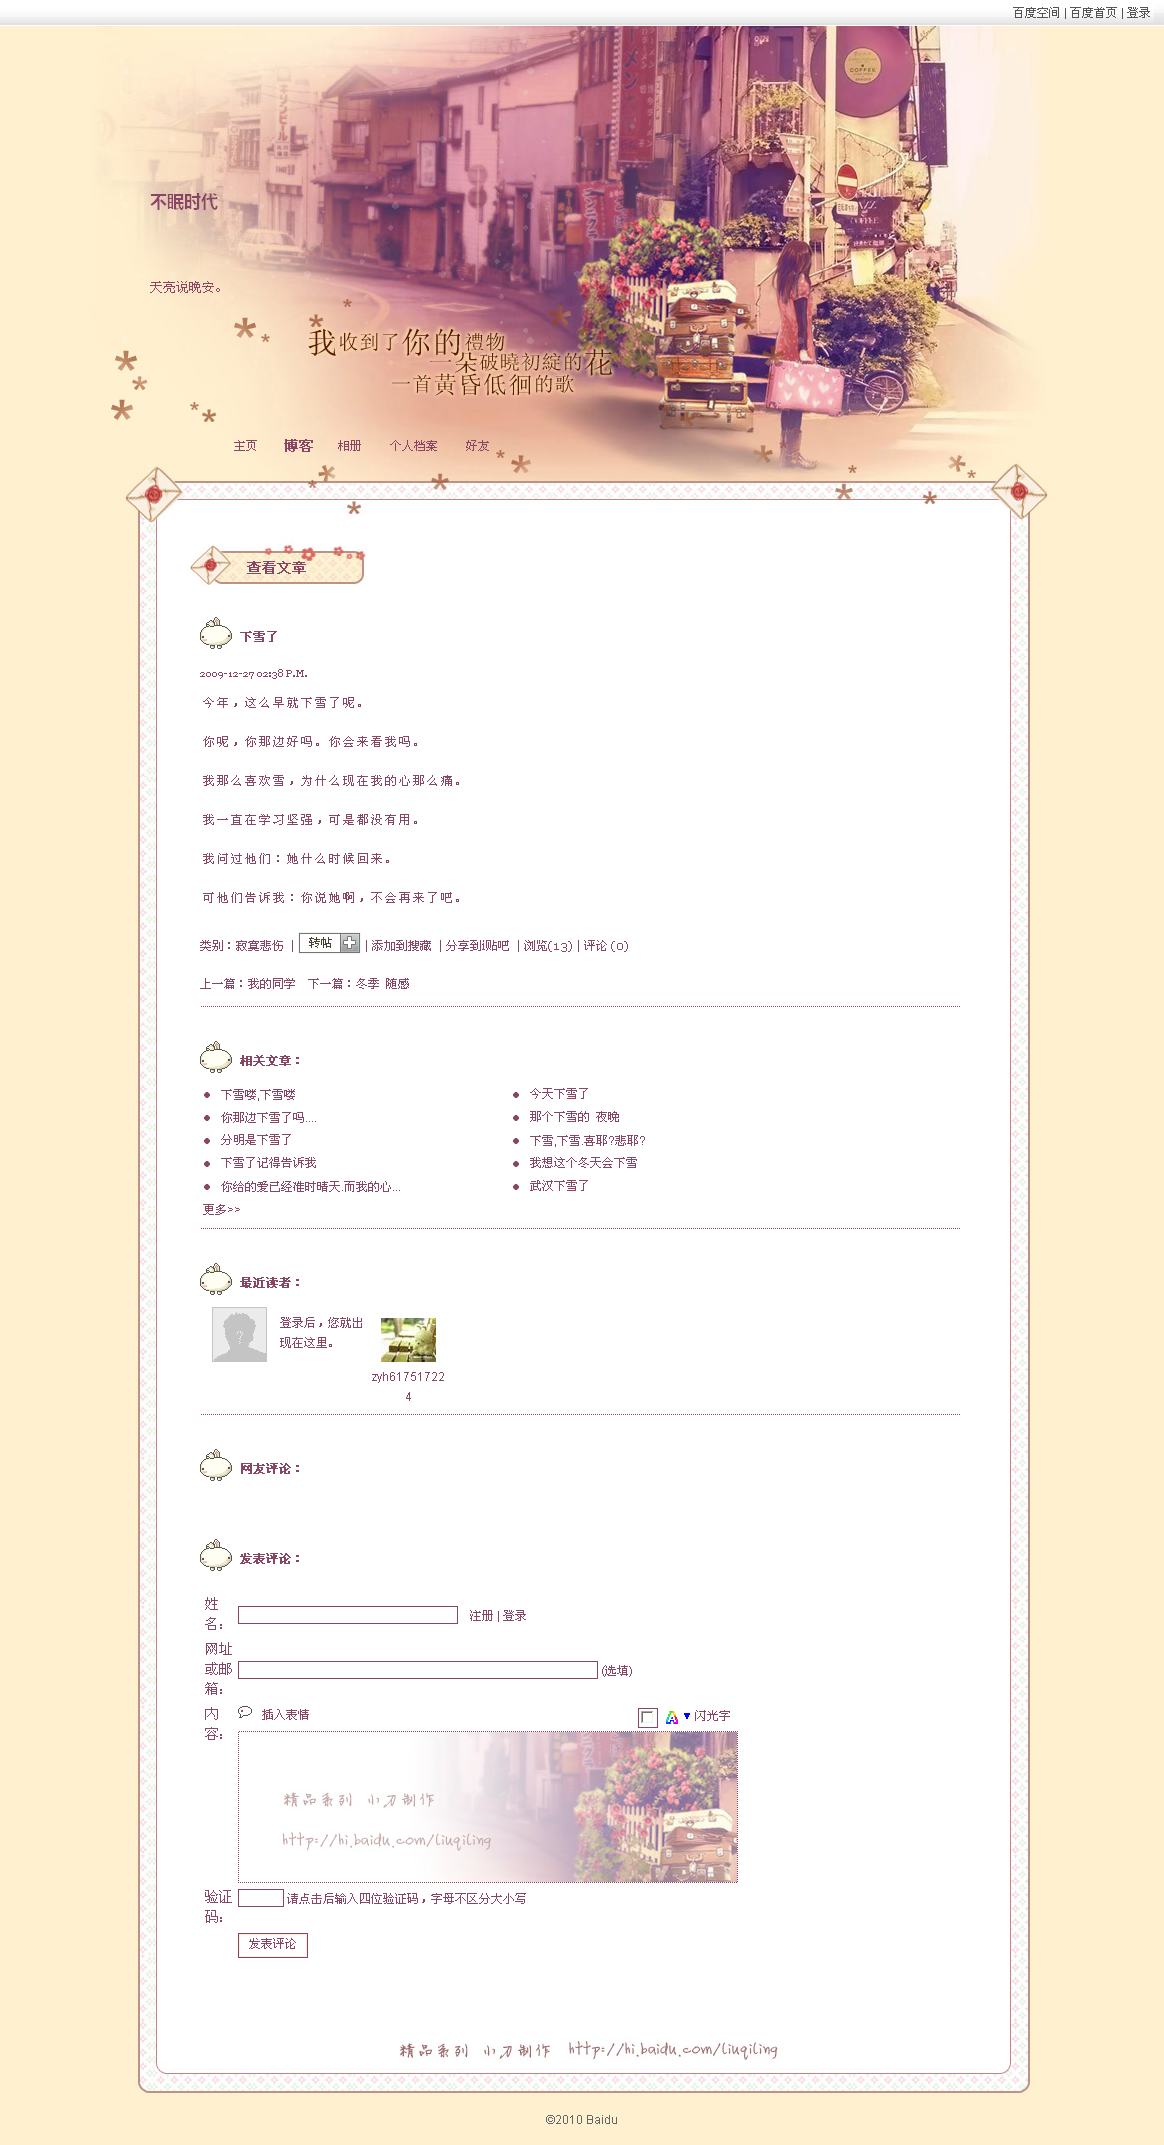 百度空间 | 百度首页 | 登录
COFFEE
不眠时代
天亮说晚安。
我收到了你的禮物
一朵破曉初綻的花
一首黃昏低徊的歌
主页 博客 相册 个人档案 好友
查看文章
下雪了
2009-12-27 02:38 P.M.
今年，这么早就下雪了呢。
你呢，你那边好吗。你会来看我吗。
我那么喜欢雪，为什么现在我的心那么痛。
我一直在学习坚强，可是都没有用。
我问过他们：她什么时候回来。
可他们告诉我：你说她啊，不会再来了吧。
类别：寂寞悲伤 | 转帖 | 添加到搜藏 | 分享到i贴吧 | 浏览(13) | 评论 (0)
上一篇：我的同学 下一篇：冬季 随感
相关文章：
下雪喽,下雪喽 今天下雪了
你那边下雪了吗.... 那个下雪的 夜晚
分明是下雪了 下雪,下雪.喜耶?悲耶?
下雪了记得告诉我 我想这个冬天会下雪
你给的爱已经准时晴天.而我的心... 武汉下雪了
更多>>
最近读者：
登录后，您就出
现在这里。
zyh61751722
4
网友评论：
发表评论：
姓
名： 注册 | 登录
网址
或邮
箱： (选填)
内
容： 插入表情 闪光字
精品系列 小刀制作
http://hi.baidu.com/liuqiling
验证
码： 请点击后输入四位验证码，字母不区分大小写
发表评论
精品系列 小刀制作 http://hi.baidu.com/liuqiling
©2010 Baidu